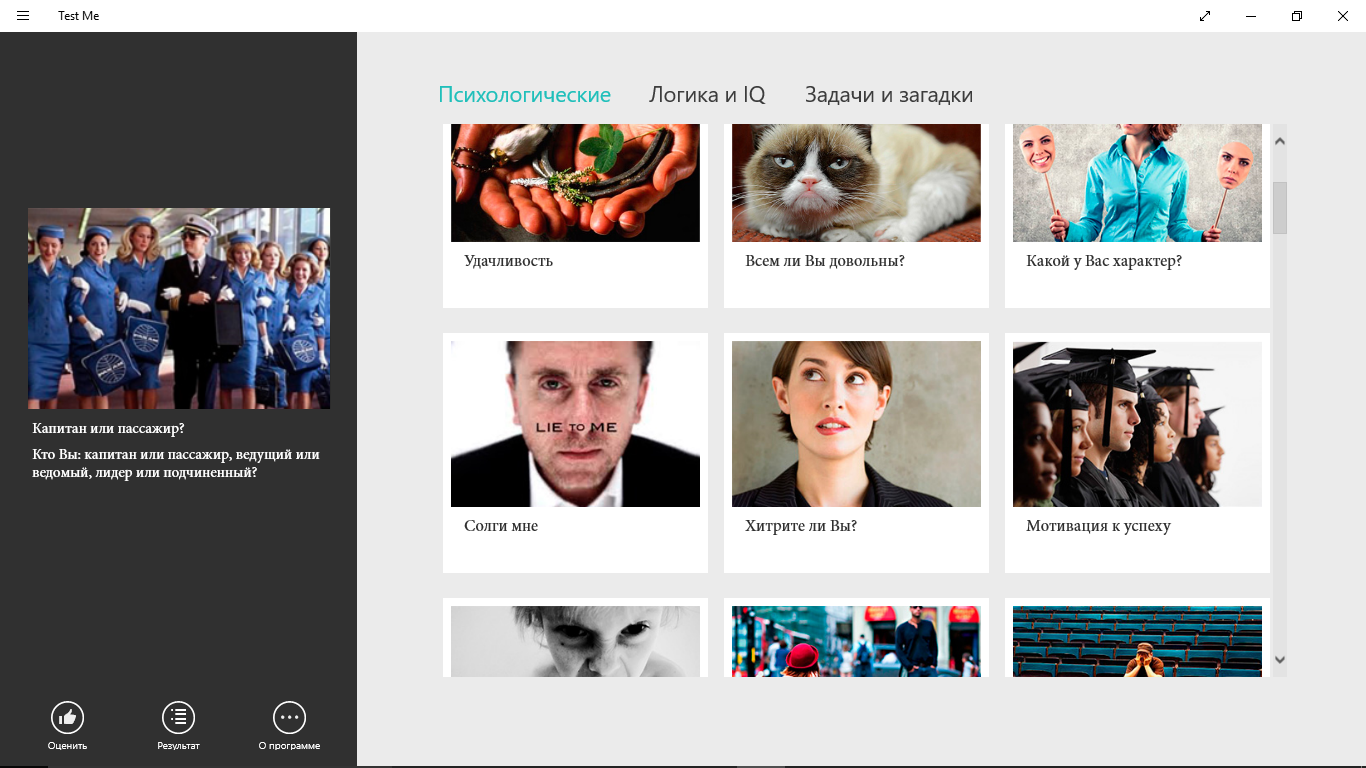 Test Me
Психологические
Логика и IQ
Задачи и загадки
Удачливость
Всем ли Вы довольны?
Какой у Вас характер?
PAN AM
Капитан или пассажир?
Кто Вы: капитан или пассажир, ведущий или
ведомый, лидер или подчиненный?
LIE TO ME
Солги мне
Хитрите ли Вы?
Мотивация к успеху
Оценить
Результат
О программе